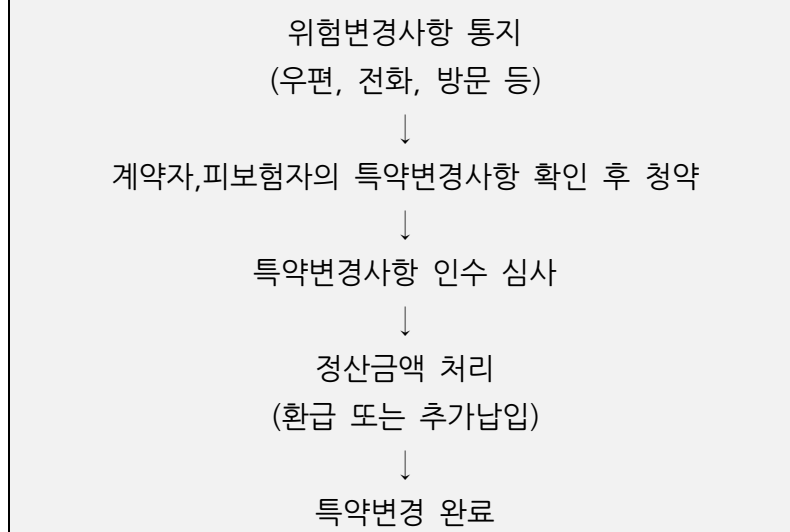 위험변경사항 통지
(우편, 전화, 방문 등)
↓
계약자,피보험자의 특약변경사항 확인 후 청약
↓
특약변경사항 인수 심사
↓
정산금액 처리
(환급 또는 추가납입)
↓
특약변경 완료